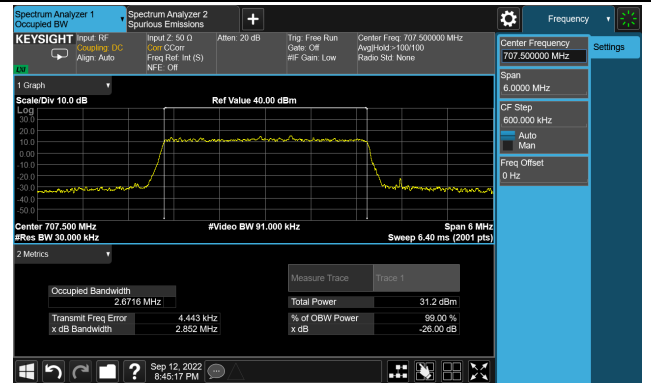 Spectrum Analyzer 1
Occupied BW
Spectrum Analyzer 2
Spurious Emissions
+
Frequency
KEYSIGHT
Input: RF
Coupling: DC
Align: Auto
Input Z: 50 Ω
Corr CCorr
Freq Ref: Int (S)
NFE: Off
Atten: 20 dB
Trig: Free Run
Gate: Off
#IF Gain: Low
Center Freq: 707.500000 MHz
Avg|Hold:>100/100
Radio Std: None
LXI
Center Frequency
707.500000 MHz
Settings
Span
6.0000 MHz
CF Step
600.000 kHz
Auto
Man
Freq Offset
0 Hz
1 Graph
Scale/Div 10.0 dB
Ref Value 40.00 dBm
Log
30.0
20.0
10.0
0.00
-10.0
-20.0
-30.0
-40.0
-50.0
Center 707.500 MHz
#Video BW 91.000 kHz
Span 6 MHz
#Res BW 30.000 kHz
Sweep 6.40 ms (2001 pts)
2 Metrics
Measure Trace
Trace 1
Occupied Bandwidth
2.6716 MHz
Total Power
31.2 dBm
Transmit Freq Error
4.443 kHz
% of OBW Power
99.00 %
x dB Bandwidth
2.852 MHz
x dB
-26.00 dB
?
Sep 12, 2022
8:45:17 PM